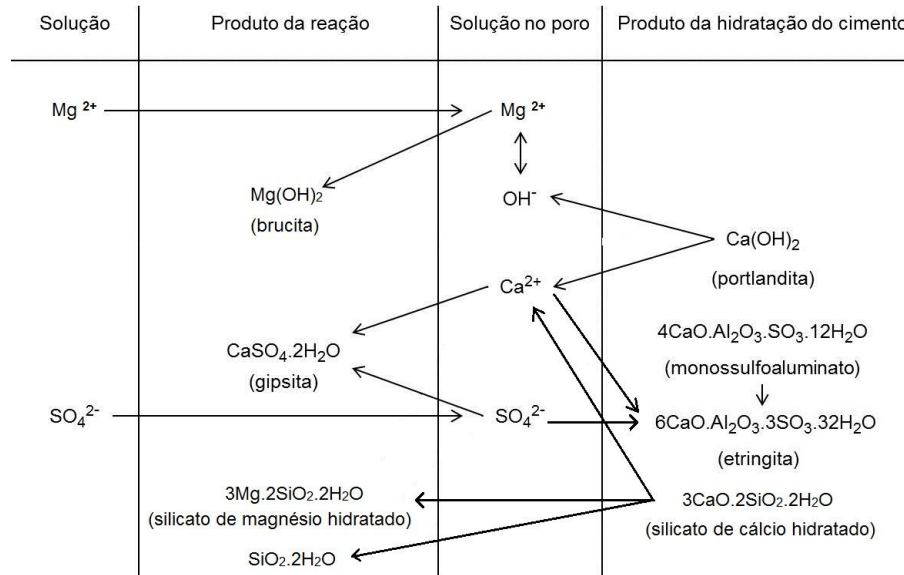 Solução Produto da reação Solução no poro Produto da hidratação do cimento
Mg ²⁺ Mg ²⁺
Mg(OH)₂ OH⁻
(brucita)
Ca(OH)₂
(portlandita)
Ca²⁺
4CaO.Al₂O₃.SO₃.12H₂O
CaSO₄.2H₂O (monossulfoaluminato)
(gipsita)
SO₄²⁻ SO₄²⁻ 6CaO.Al₂O₃.3SO₃.32H₂O
(etringita)
3Mg.2SiO₂.2H₂O 3CaO.2SiO₂.2H₂O
(silicato de magnésio hidratado) (silicato de cálcio hidratado)
SiO₂.2H₂O